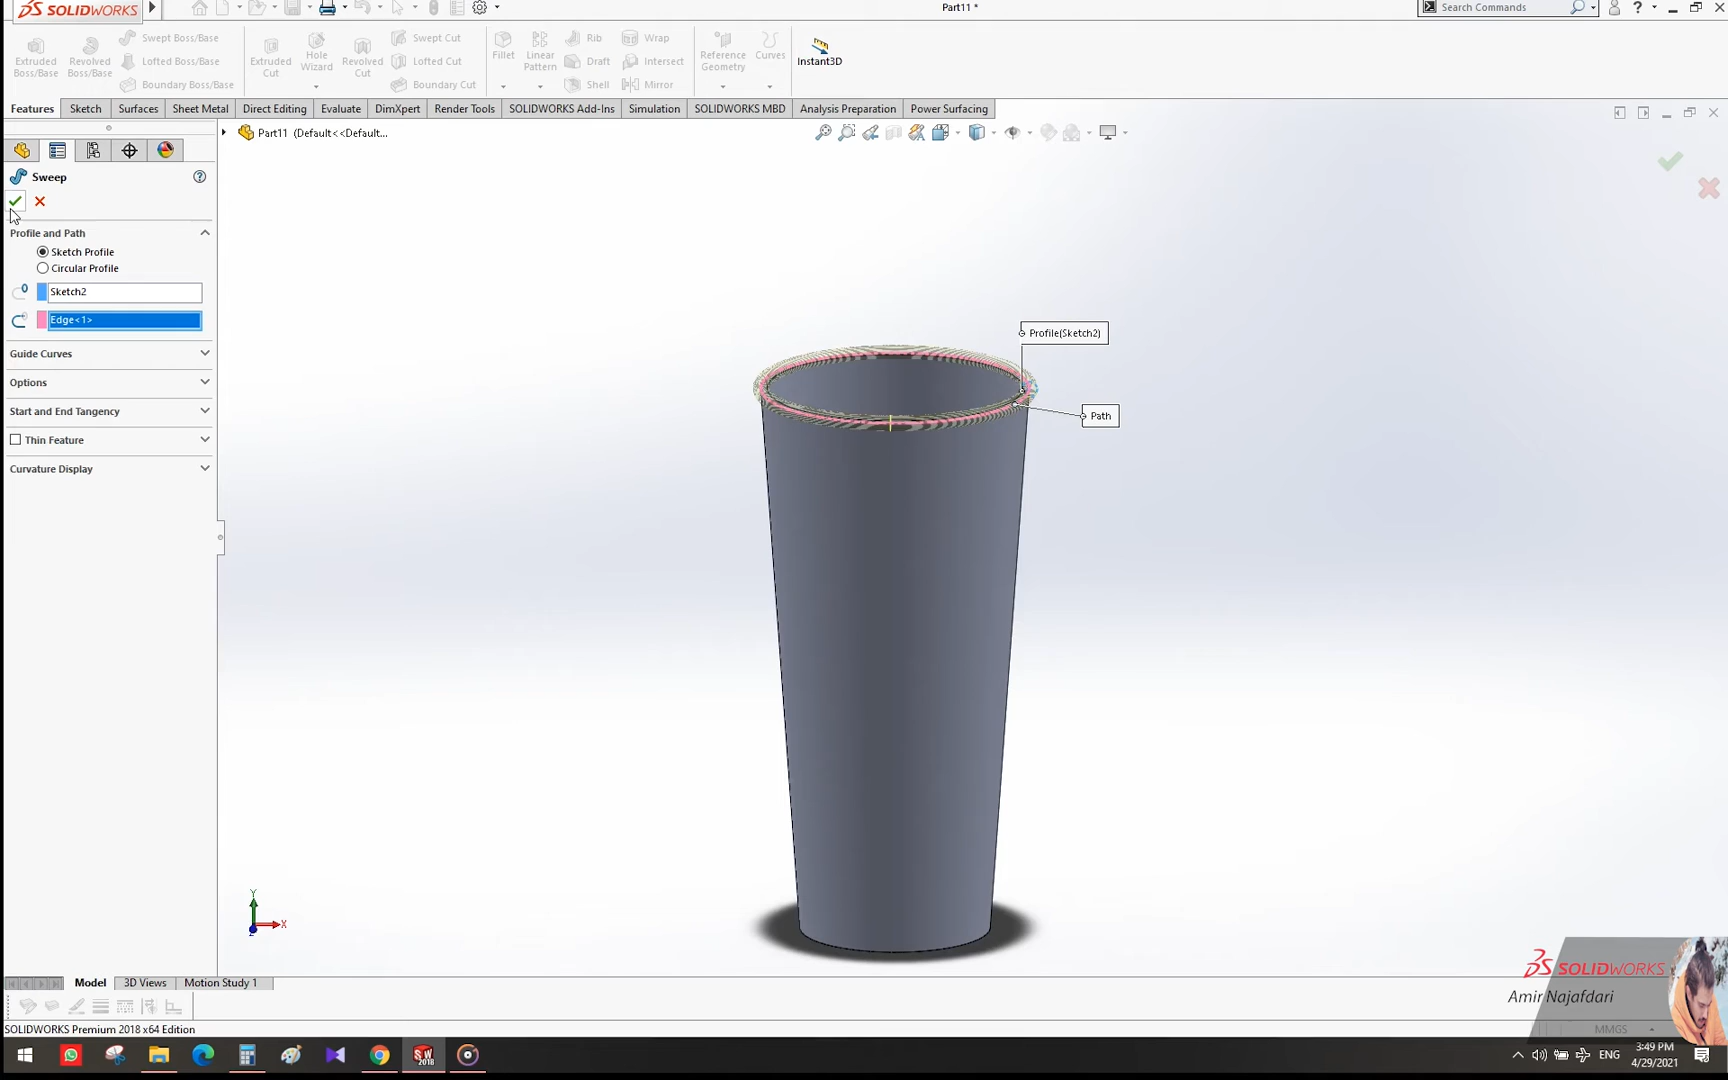 SOLIDWORKS
Part11 *
Search Commands
?
Extruded Boss/Base
Revolved Boss/Base
Swept Boss/Base
Lofted Boss/Base
Boundary Boss/Base
Extruded Cut
Hole Wizard
Revolved Cut
Swept Cut
Lofted Cut
Boundary Cut
Fillet
Linear Pattern
Rib
Draft
Shell
Wrap
Intersect
Mirror
Reference Geometry
Curves
Instant3D
Features
Sketch
Surfaces
Sheet Metal
Direct Editing
Evaluate
DimXpert
Render Tools
SOLIDWORKS Add-Ins
Simulation
SOLIDWORKS MBD
Analysis Preparation
Power Surfacing
Part11 (Default<<Default...
Sweep
?
Profile and Path
Sketch Profile
Circular Profile
Sketch2
Edge<1>
Guide Curves
Options
Start and End Tangency
Thin Feature
Curvature Display
Profile(Sketch2)
Path
Y
X
Z
SOLIDWORKS
Amir Najafdari
Model
3D Views
Motion Study 1
SOLIDWORKS Premium 2018 x64 Edition
MMGS
SW
2018
ENG
3:49 PM
4/29/2021